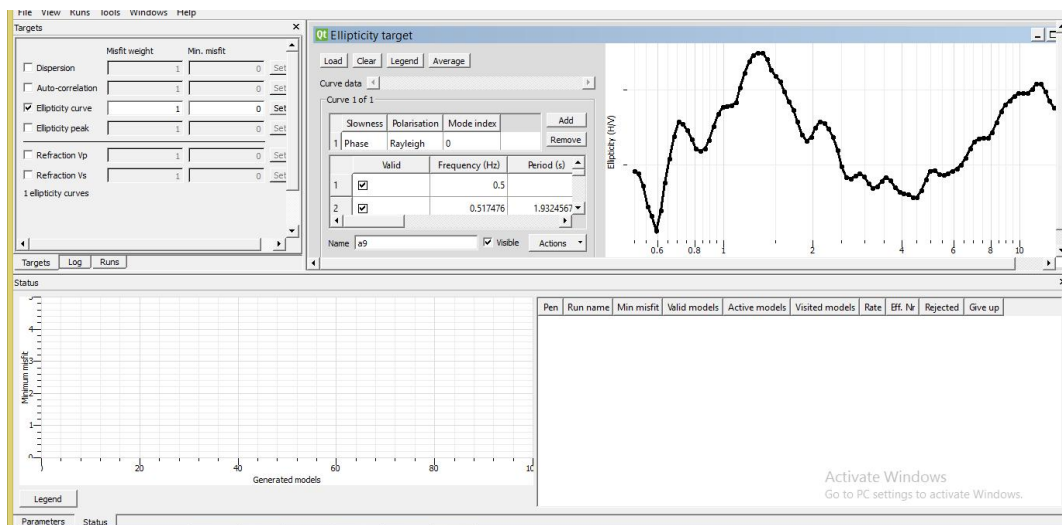 File View Runs Tools Windows Help
Targets
Misfit weight Min. misfit
Dispersion 1 0 Set
Auto-correlation 1 0 Set
Ellipticity curve 1 0 Set
Ellipticity peak 1 0 Set
Refraction Vp 1 0 Set
Refraction Vs 1 0 Set
1 ellipticity curves
Targets Log Runs
Qt Ellipticity target
Load Clear Legend Average
Curve data
Curve 1 of 1
Slowness Polarisation Mode index
1 Phase Rayleigh 0
Add
Remove
Valid Frequency (Hz) Period (s)
1 0.5
2 0.517476 1.9324567
Name a9 Visible Actions
Ellipticity (H/V)
0.6 0.8 1 2 4 6 8 10
Status
Minimum misfit
5
4
3
2
1
0
20 40 60 80
Generated models
Legend
Pen Run name Min misfit Valid models Active models Visited models Rate Eff. Nr Rejected Give up
Activate Windows
Go to PC settings to activate Windows.
Parameters Status